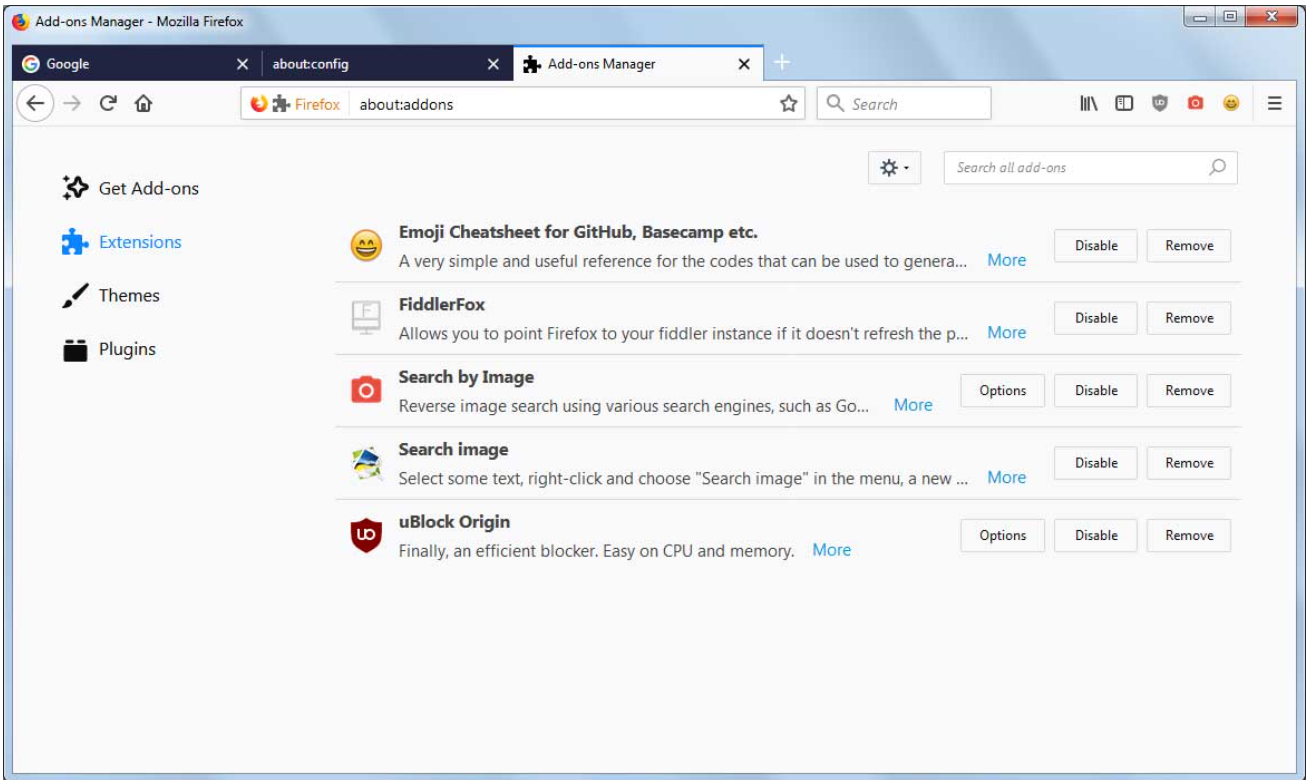 Add-ons Manager - Mozilla Firefox
Google
about:config
Add-ons Manager
Firefox about:addons
Search
Search all add-ons
Get Add-ons
Extensions
Themes
Plugins
Emoji Cheatsheet for GitHub, Basecamp etc.
A very simple and useful reference for the codes that can be used to genera... More
Disable
Remove
FiddlerFox
Allows you to point Firefox to your fiddler instance if it doesn't refresh the p... More
Disable
Remove
Search by Image
Reverse image search using various search engines, such as Go... More
Options
Disable
Remove
Search image
Select some text, right-click and choose "Search image" in the menu, a new ... More
Disable
Remove
uBlock Origin
Finally, an efficient blocker. Easy on CPU and memory. More
Options
Disable
Remove